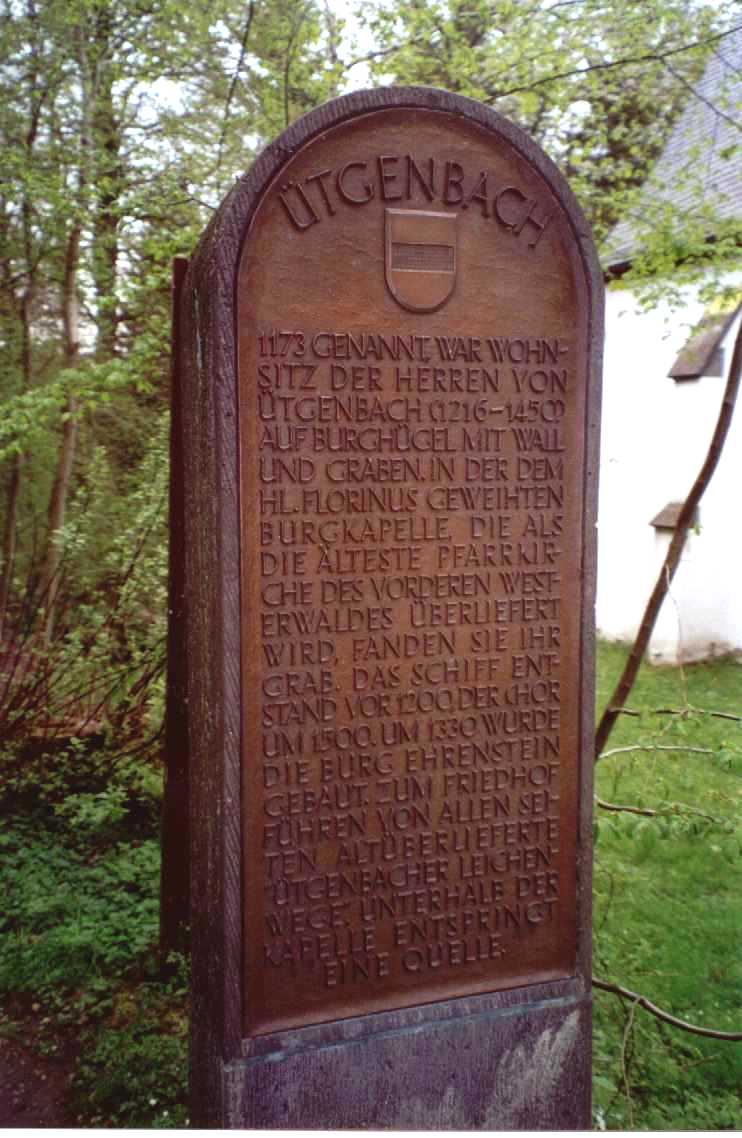 ÜTGENBACH
1173 GENANNT, WAR WOHN-
SITZ DER HERREN VON
ÜTGENBACH (1216–1450)
AUF BURGHÜGEL MIT WALL
UND GRABEN. IN DER DEM
HL. FLORINUS GEWEIHTEN
BURGKAPELLE, DIE ALS
DIE ÄLTESTE PFARRKIR-
CHE DES VORDEREN WEST-
ERWALDES ÜBERLIEFERT
WIRD, FANDEN SIE IHR
GRAB. DAS SCHIFF ENT-
STAND VOR 1200, DER CHOR
UM 1500. UM 1330 WURDE
DIE BURG EHRENSTEIN
GEBAUT. ZUM FRIEDHOF
FÜHREN VON ALLEN SEI-
TEN ALTÜBERLIEFERTE
"ÜTGENBACHER LEICHEN-
WEGE". UNTERHALB DER
KAPELLE ENTSPRINGT
EINE QUELLE.